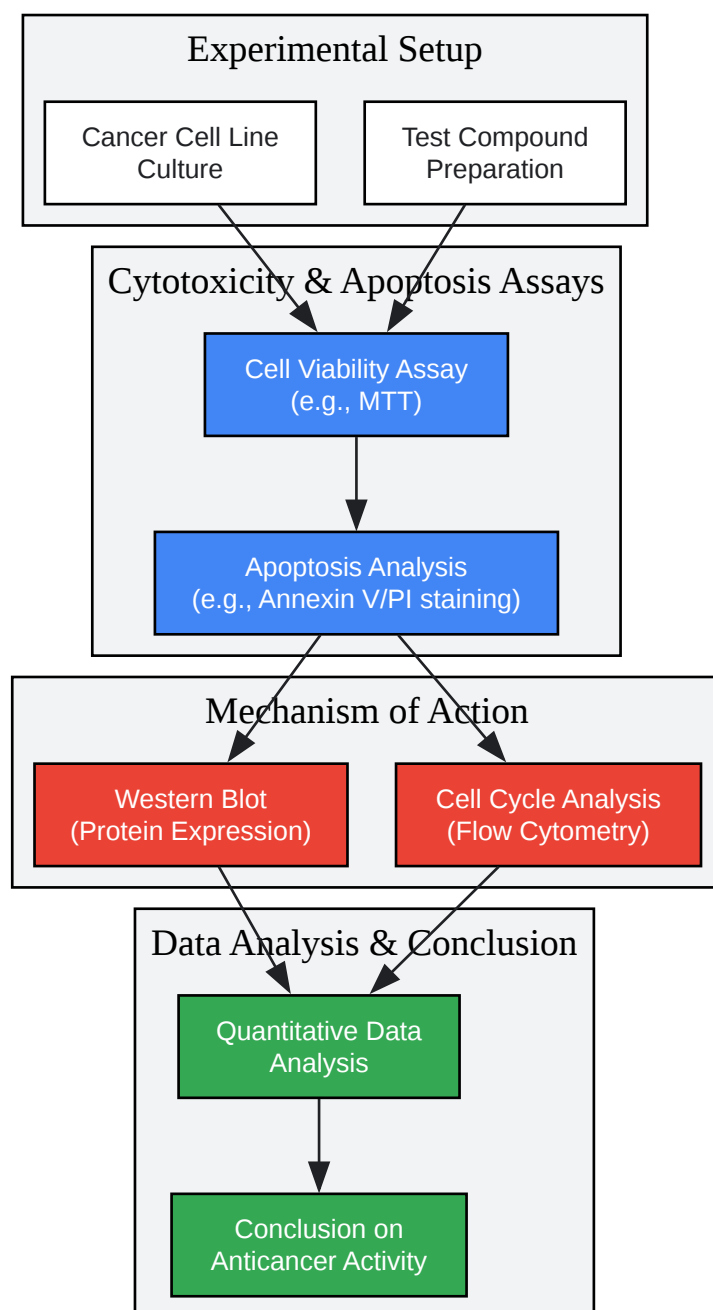 Experimental Setup
Cancer Cell Line
Culture
Test Compound
Preparation
Cytotoxicity & Apoptosis Assays
Cell Viability Assay
(e.g., MTT)
Apoptosis Analysis
(e.g., Annexin V/PI staining)
Mechanism of Action
Western Blot
(Protein Expression)
Cell Cycle Analysis
(Flow Cytometry)
Data Analysis & Conclusion
Quantitative Data
Analysis
Conclusion on
Anticancer Activity